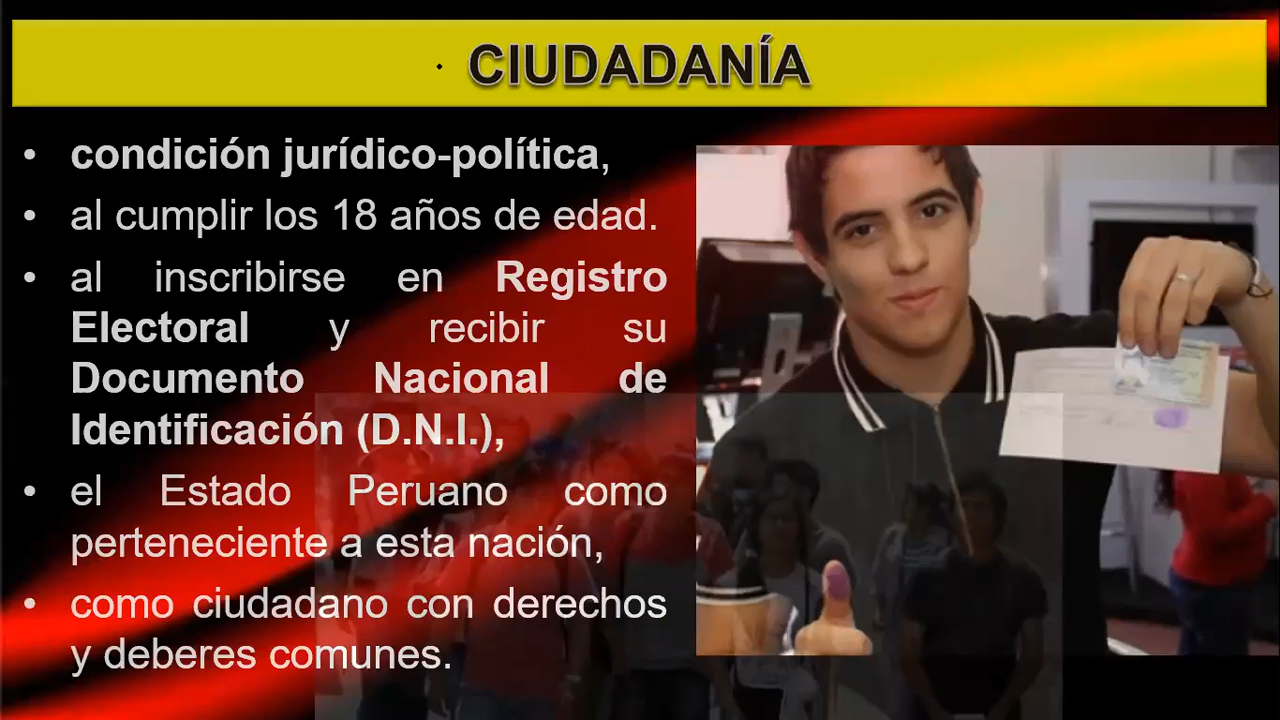 · CIUDADANÍA
• condición jurídico-política,
• al cumplir los 18 años de edad.
• al inscribirse en Registro
Electoral y recibir su
Documento Nacional de
Identificación (D.N.I.),
• el Estado Peruano como
perteneciente a esta nación,
• como ciudadano con derechos
y deberes comunes.